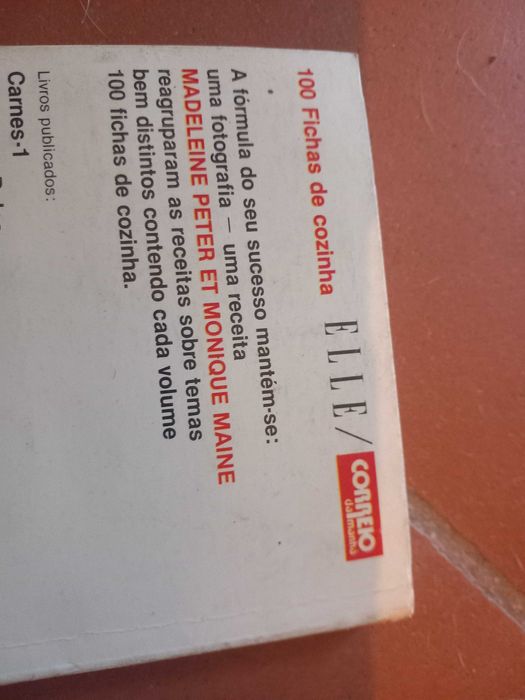 100 Fichas de cozinha ELLE/ CORREIO da manha
A fórmula do seu sucesso mantém-se:
uma fotografia — uma receita
MADELEINE PETER ET MONIQUE MAINE
reagruparam as receitas sobre temas
bem distintos contendo cada volume
100 fichas de cozinha.
Livros publicados:
Carnes-1